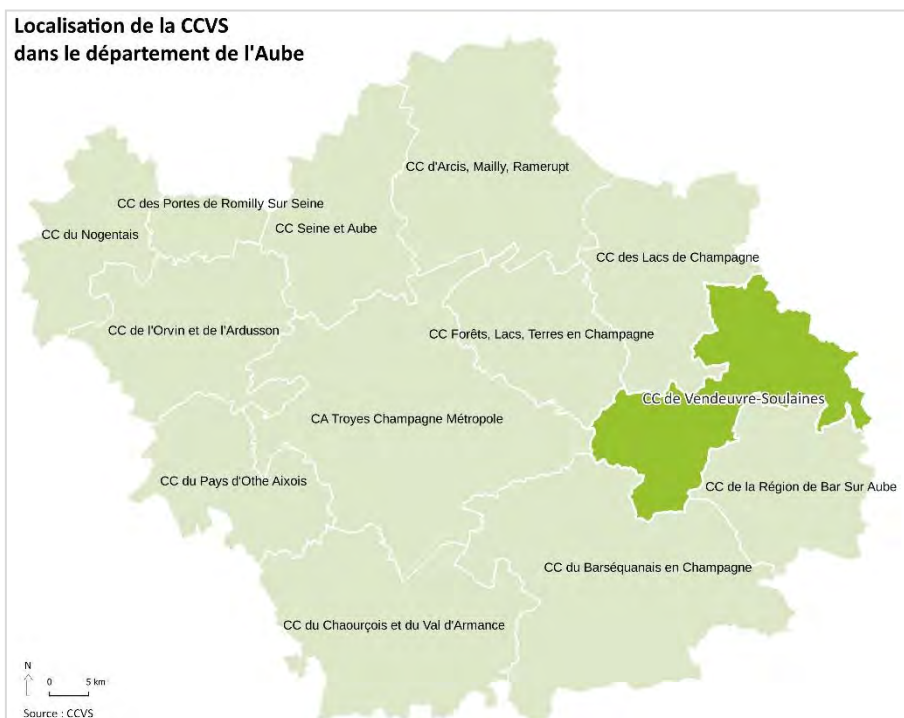 Localisation de la CCVS
dans le département de l'Aube
CC d'Arcis, Mailly, Ramerupt
CC des Portes de Romilly Sur Seine
CC du Nogentais
CC Seine et Aube
CC des Lacs de Champagne
CC de l'Orvin et de l'Ardusson
CC Forêts, Lacs, Terres en Champagne
CC de Vendeuvre-Soulaines
CA Troyes Champagne Métropole
CC du Pays d'Othe Aixois
CC de la Région de Bar Sur Aube
CC du Barséquanais en Champagne
CC du Chaourçois et du Val d'Armance
N
0 5 km
Source : CCVS